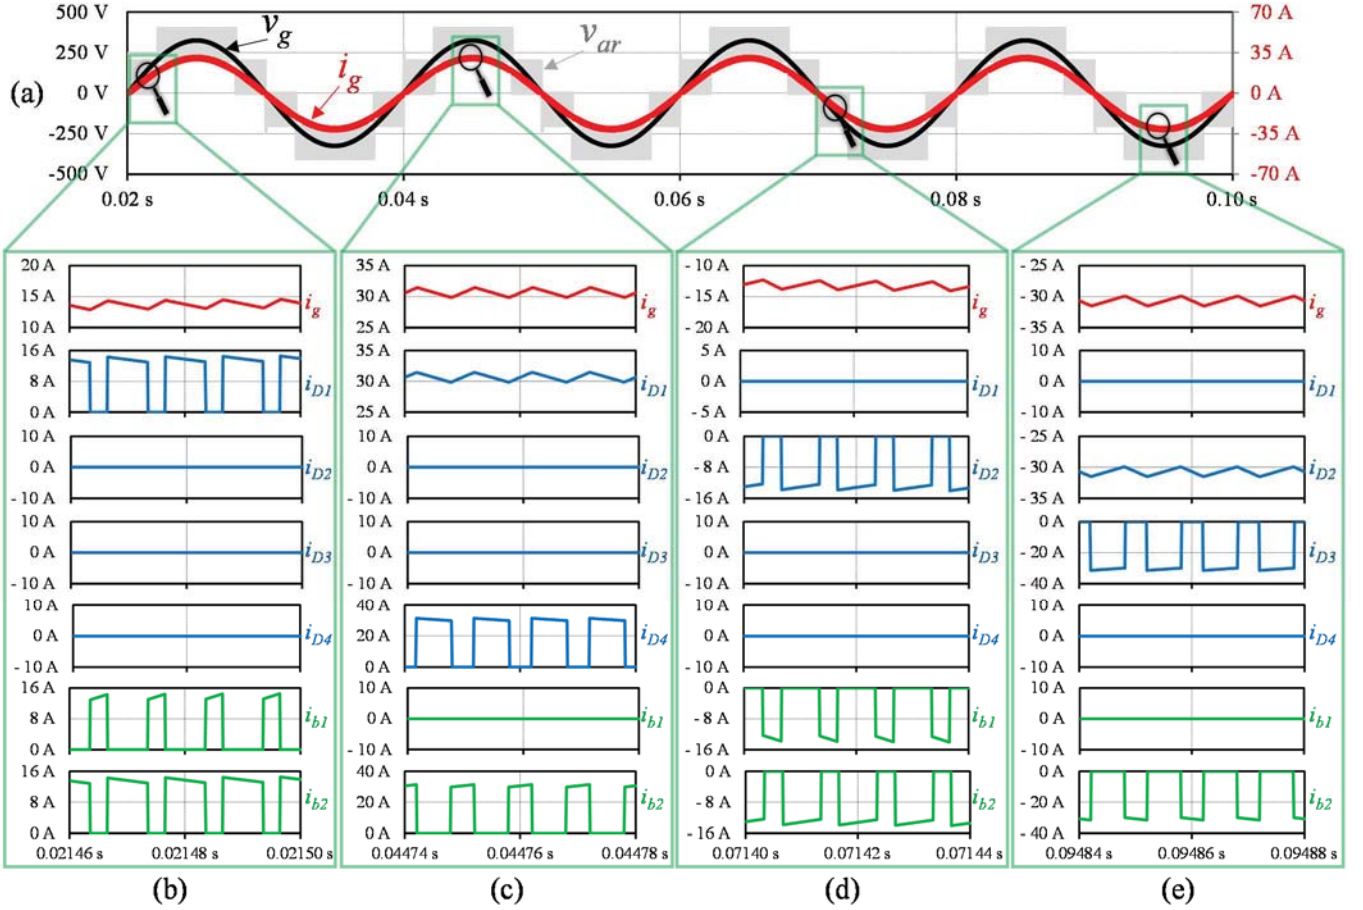 500 V
250 V
0 V
-250 V
-500 V
(a)
v_g
i_g
v_ar
70 A
35 A
0 A
-35 A
-70 A
0.02 s 0.04 s 0.06 s 0.08 s 0.10 s
20 A
15 A
10 A
i_g
16 A
8 A
0 A
i_D1
10 A
0 A
- 10 A
i_D2
10 A
0 A
- 10 A
i_D3
10 A
0 A
- 10 A
i_D4
16 A
8 A
0 A
i_b1
16 A
8 A
0 A
i_b2
0.02146 s 0.02148 s 0.02150 s
(b)
35 A
30 A
25 A
i_g
35 A
30 A
25 A
i_D1
10 A
0 A
- 10 A
i_D2
10 A
0 A
- 10 A
i_D3
40 A
20 A
0 A
i_D4
10 A
0 A
- 10 A
i_b1
40 A
20 A
0 A
i_b2
0.04474 s 0.04476 s 0.04478 s
(c)
- 10 A
- 15 A
- 20 A
i_g
5 A
0 A
- 5 A
i_D1
0 A
-8 A
-16 A
i_D2
10 A
0 A
- 10 A
i_D3
10 A
0 A
- 10 A
i_D4
0 A
-8 A
-16 A
i_b1
0 A
-8 A
-16 A
i_b2
0.07140 s 0.07142 s 0.07144 s
(d)
- 25 A
- 30 A
- 35 A
i_g
10 A
0 A
- 10 A
i_D1
- 25 A
- 30 A
- 35 A
i_D2
0 A
- 20 A
- 40 A
i_D3
10 A
0 A
- 10 A
i_D4
10 A
0 A
- 10 A
i_b1
0 A
- 20 A
- 40 A
i_b2
0.09484 s 0.09486 s 0.09488 s
(e)